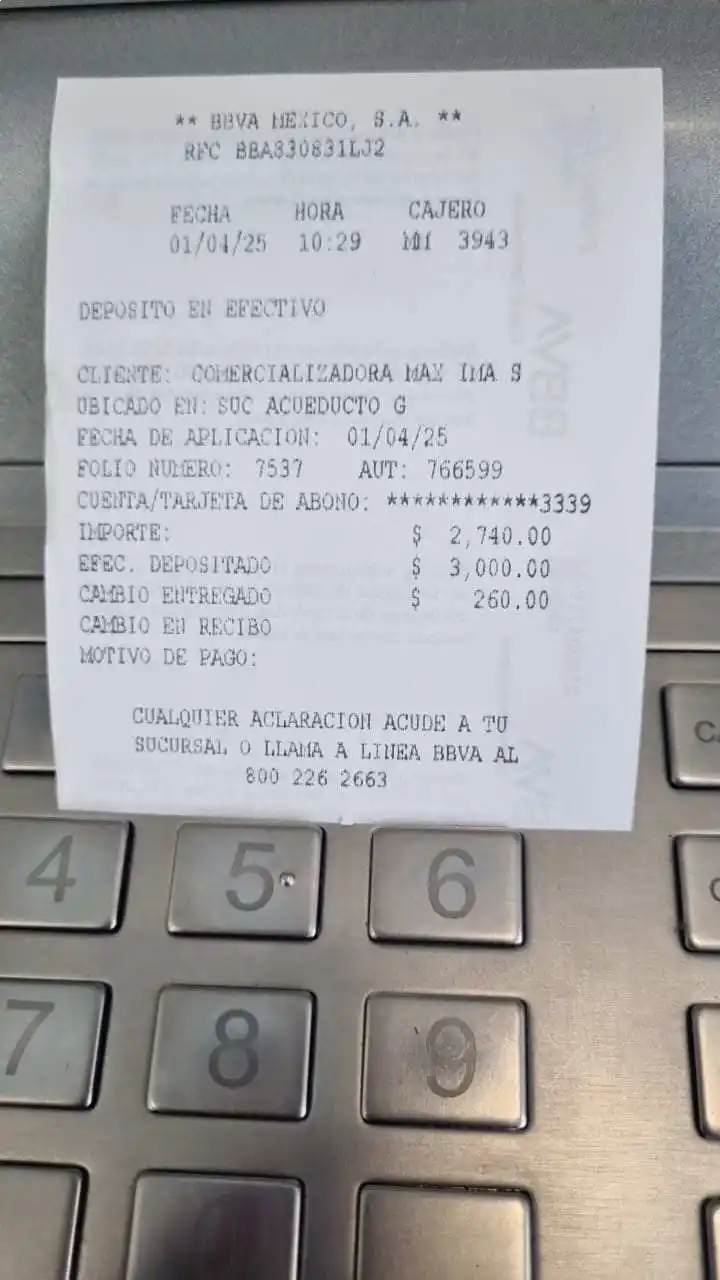 ** BBVA MEXICO, S.A. **
RFC BBA830831LJ2
FECHA HORA CAJERO
01/04/25 10:29 3943
DEPOSITO EN EFECTIVO
CLIENTE: COMERCIALIZADORA MAX IMA S
UBICADO EN: SUC ACUEDUCTO G
FECHA DE APLICACION: 01/04/25
FOLIO NUMERO: 7537 AUT: 766599
CUENTA/TARJETA DE ABONO: ************3339
IMPORTE: $ 2,740.00
EFEC. DEPOSITADO $ 3,000.00
CAMBIO ENTREGADO $ 260.00
CAMBIO EN RECIBO
MOTIVO DE PAGO:
CUALQUIER ACLARACION ACUDE A TU
SUCURSAL O LLAMA A LINEA BBVA AL
800 226 2663
BBVA
4 5 6
7 8 9